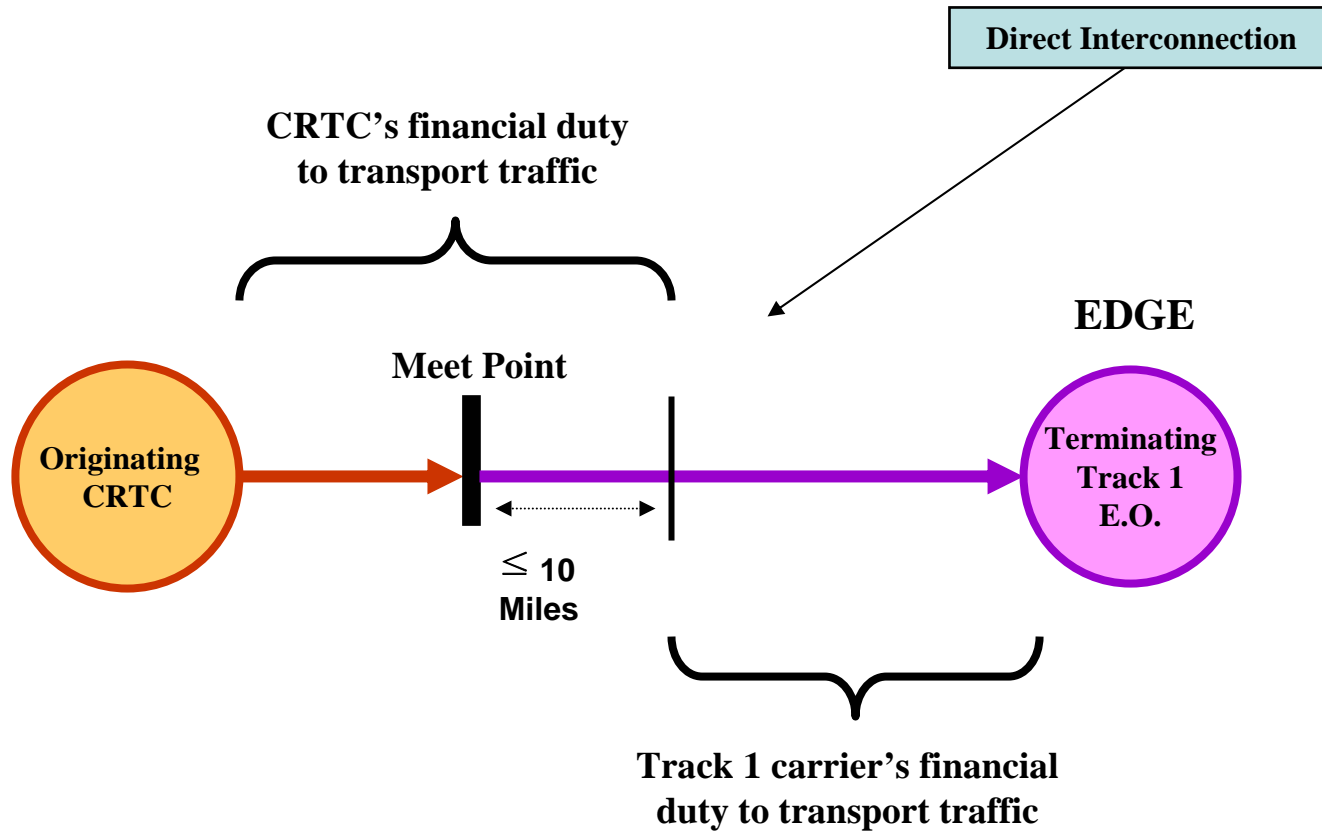 Direct Interconnection
CRTC’s financial duty
to transport traffic
EDGE
Meet Point
Originating
CRTC
Terminating
Track 1
E.O.
≤ 10
Miles
Track 1 carrier’s financial
duty to transport traffic